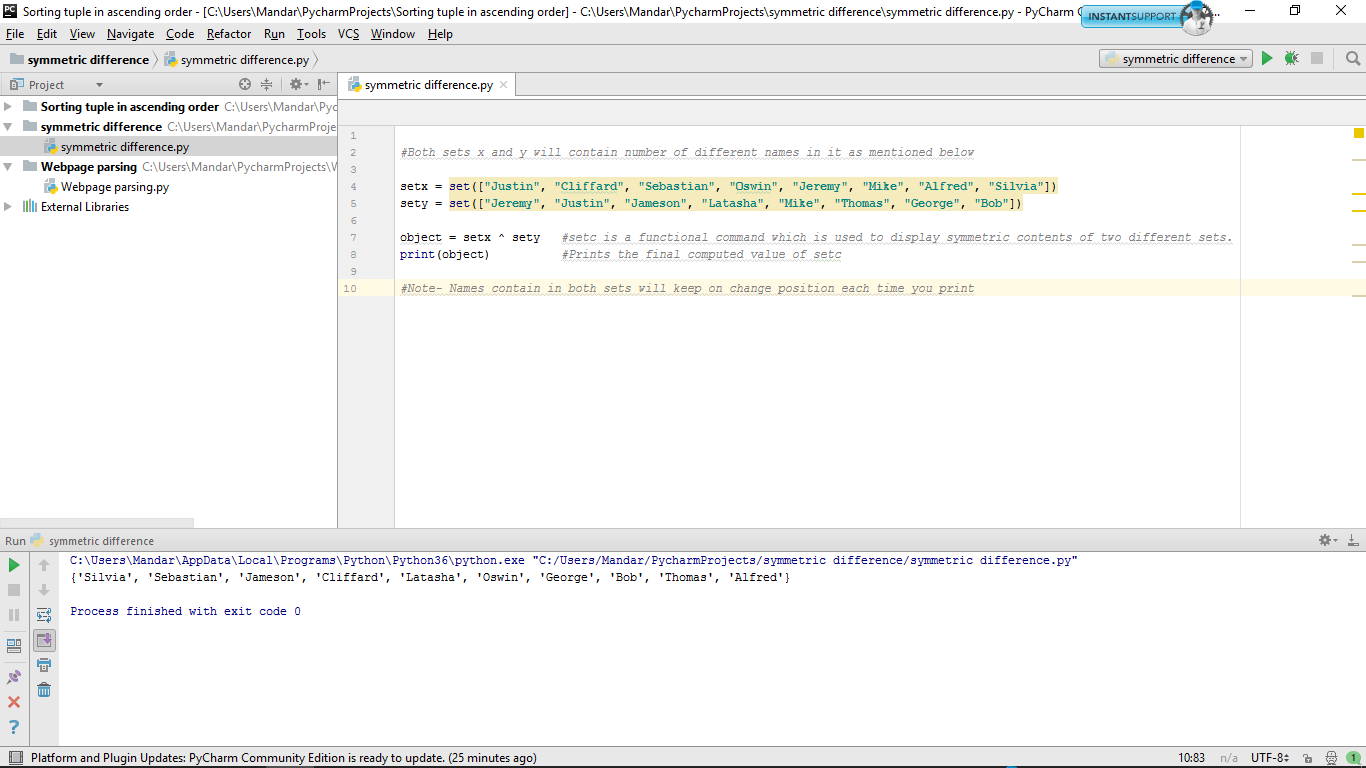 Sorting tuple in ascending order - [C:\Users\Mandar\PycharmProjects\Sorting tuple in ascending order] - C:\Users\Mandar\PycharmProjects\symmetric difference\symmetric difference.py - PyCharm C
INSTANTSUPPORT
File Edit View Navigate Code Refactor Run Tools VCS Window Help
symmetric difference symmetric difference.py symmetric difference
Project symmetric difference.py
Sorting tuple in ascending order C:\Users\Mandar\Pyc
symmetric difference C:\Users\Mandar\PycharmProje
symmetric difference.py
Webpage parsing C:\Users\Mandar\PycharmProjects\W
Webpage parsing.py
External Libraries
1
2 #Both sets x and y will contain number of different names in it as mentioned below
3
4 setx = set(["Justin", "Cliffard", "Sebastian", "Oswin", "Jeremy", "Mike", "Alfred", "Silvia"])
5 sety = set(["Jeremy", "Justin", "Jameson", "Latasha", "Mike", "Thomas", "George", "Bob"])
6
7 object = setx ^ sety #setc is a functional command which is used to display symmetric contents of two different sets.
8 print(object) #Prints the final computed value of setc
9
10 #Note- Names contain in both sets will keep on change position each time you print
Run symmetric difference
C:\Users\Mandar\AppData\Local\Programs\Python\Python36\python.exe "C:/Users/Mandar/PycharmProjects/symmetric difference/symmetric difference.py"
{'Silvia', 'Sebastian', 'Jameson', 'Cliffard', 'Latasha', 'Oswin', 'George', 'Bob', 'Thomas', 'Alfred'}
Process finished with exit code 0
Platform and Plugin Updates: PyCharm Community Edition is ready to update. (25 minutes ago) 10:83 n/a UTF-8 1